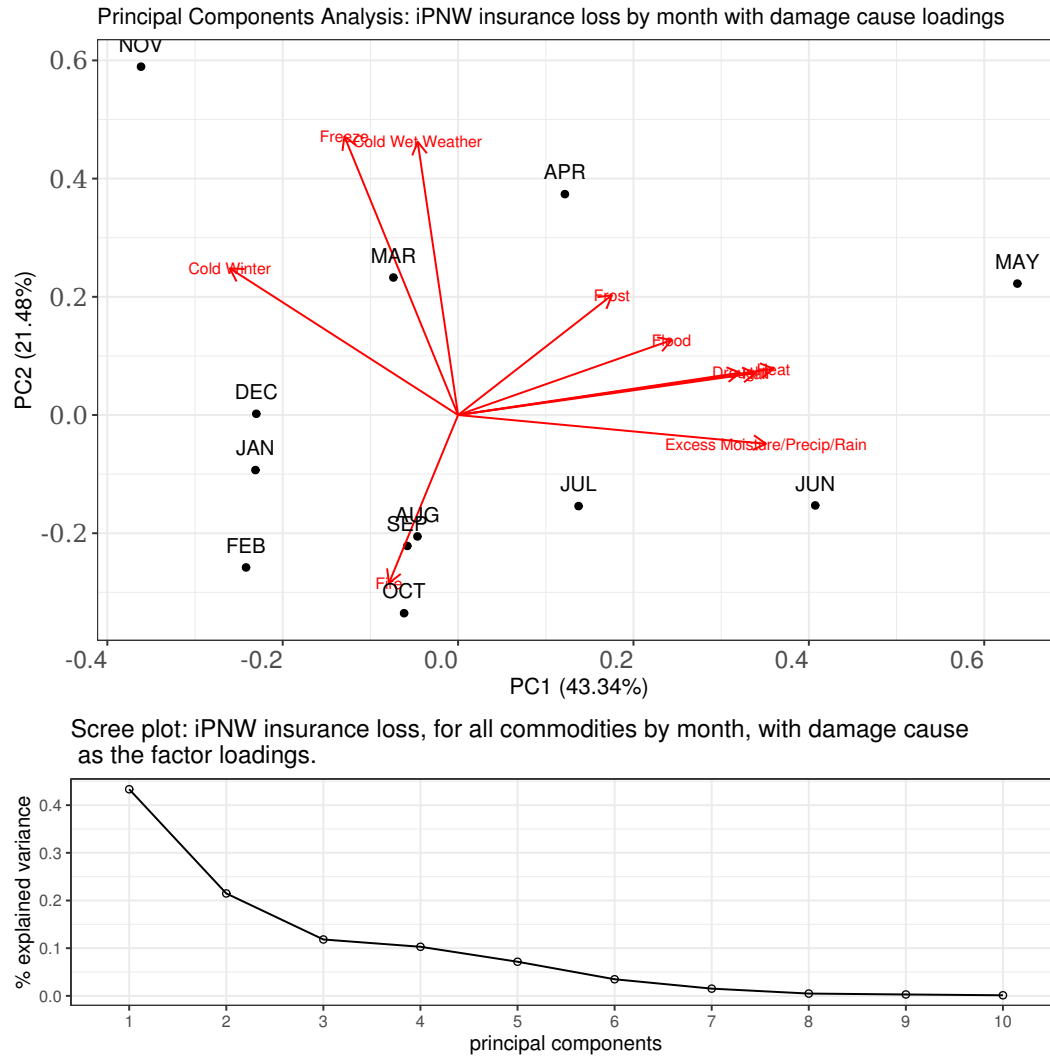 Principal Components Analysis: iPNW insurance loss by month with damage cause loadings
NOV
0.6
Freeze
Cold Wet Weather
APR
0.4
MAR
MAY
Cold Winter
0.2
Frost
Flood
Heat
Drought
DEC
0.0
JAN
Excess Moisture/Precip/Rain
JUL
JUN
AUG
SEP
-0.2
FEB
Fire
OCT
PC2 (21.48%)
-0.4 -0.2 0.0 0.2 0.4 0.6
PC1 (43.34%)
Scree plot: iPNW insurance loss, for all commodities by month, with damage cause
as the factor loadings.
0.4
0.3
0.2
0.1
0.0
% explained variance
1 2 3 4 5 6 7 8 9 10
principal components